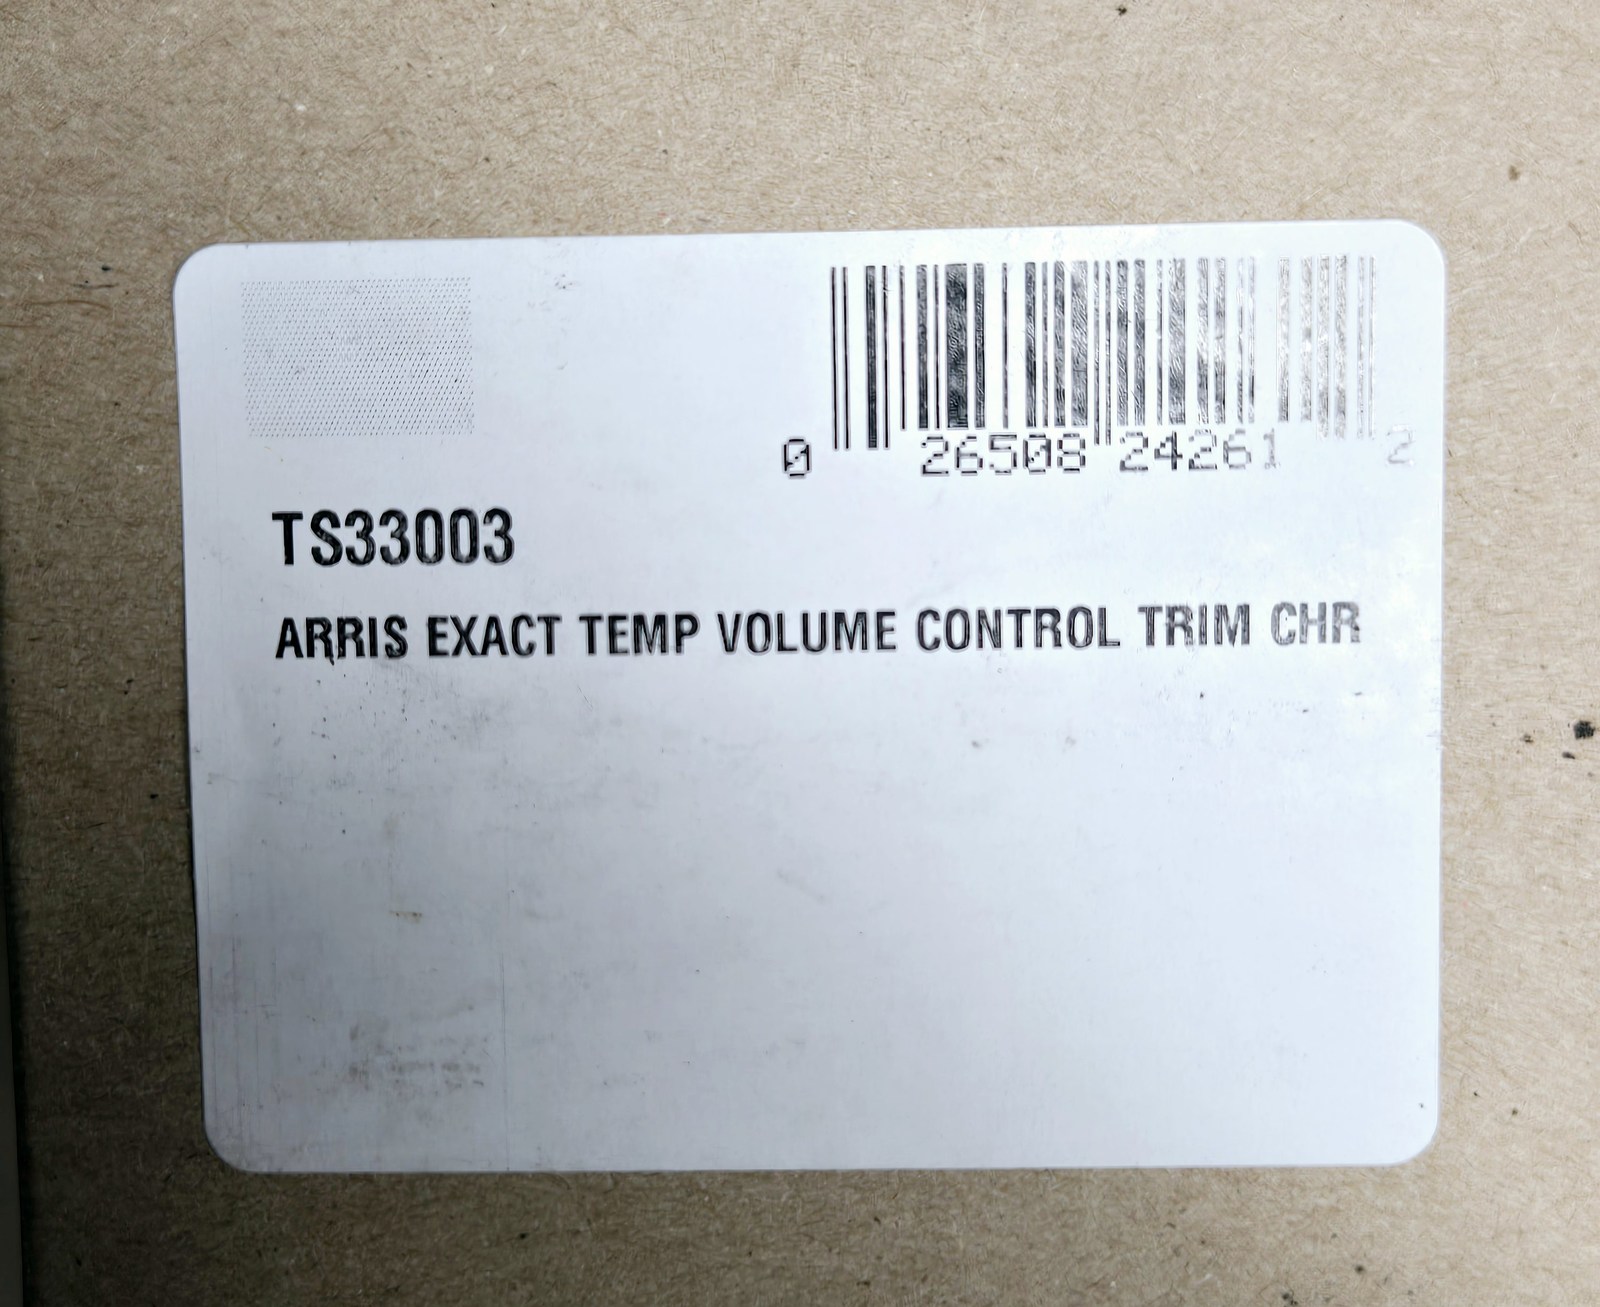 0 26508 24261 2
TS33003
ARRIS EXACT TEMP VOLUME CONTROL TRIM CHR